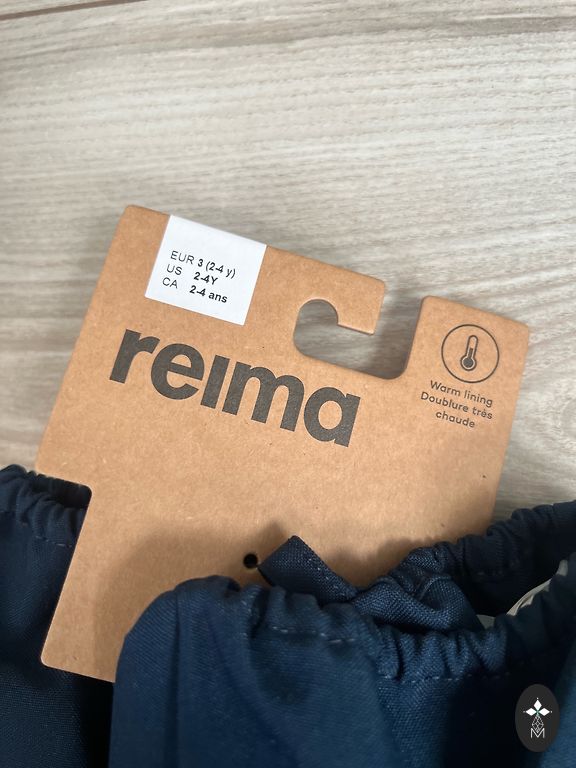 EUR 3 (2-4 y)
US 2-4Y
CA 2-4 ans
reima
Warm lining
Doublure très
chaude